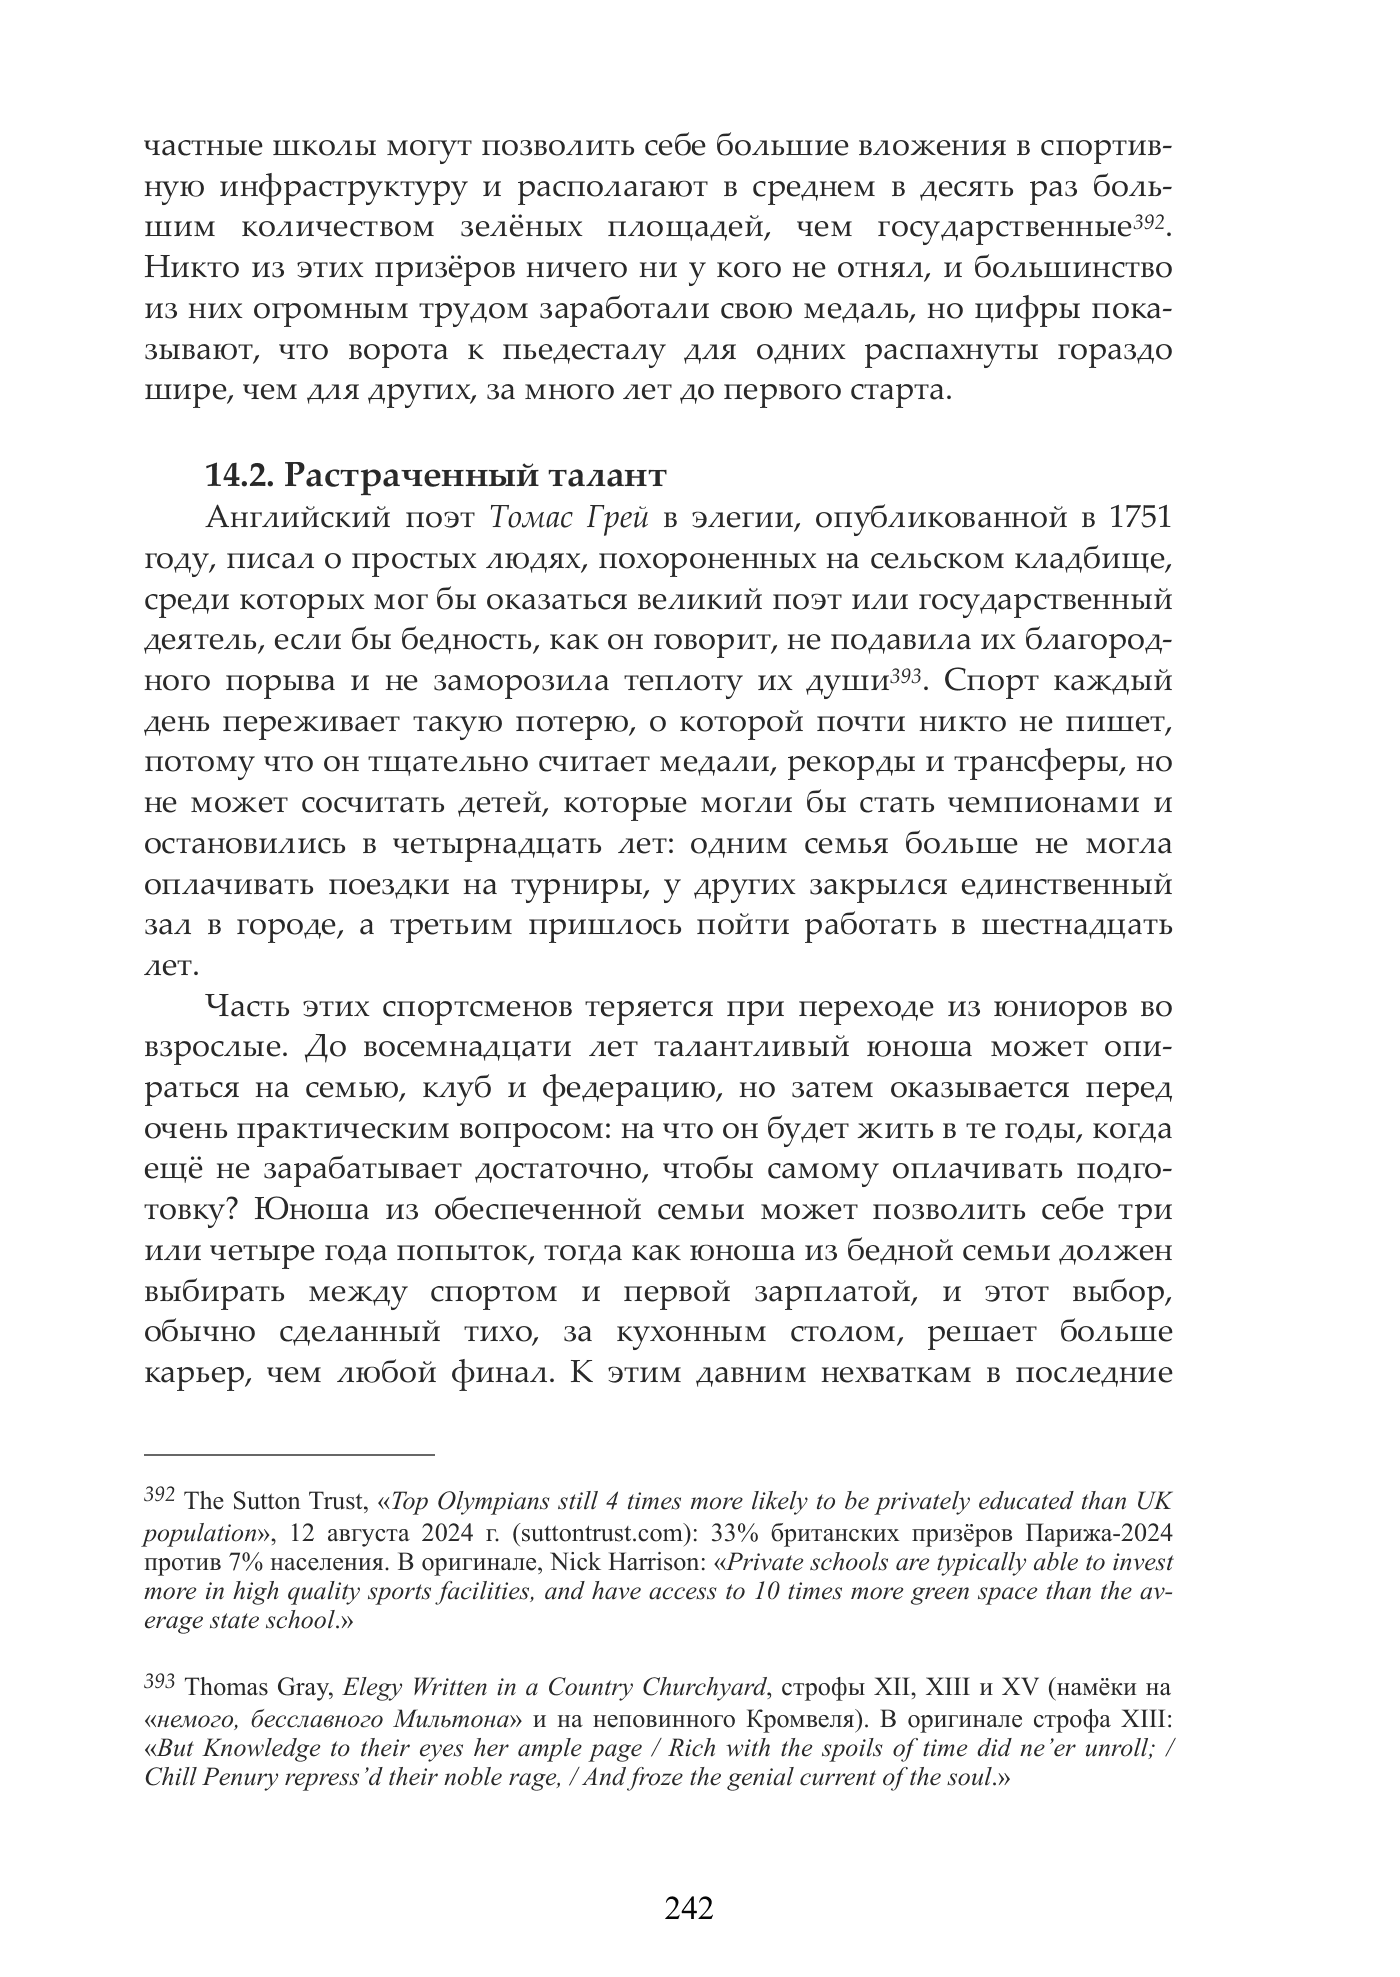 частные школы могут позволить себе большие вложения в спортив-
ную инфраструктуру и располагают в среднем в десять раз боль-
шим количеством зелёных площадей, чем государственные392.
Никто из этих призёров ничего ни у кого не отнял, и большинство
из них огромным трудом заработали свою медаль, но цифры пока-
зывают, что ворота к пьедесталу для одних распахнуты гораздо
шире, чем для других, за много лет до первого старта.
14.2. Растраченный талант
Английский поэт Томас Грей в элегии, опубликованной в 1751
году, писал о простых людях, похороненных на сельском кладбище,
среди которых мог бы оказаться великий поэт или государственный
деятель, если бы бедность, как он говорит, не подавила их благород-
ного порыва и не заморозила теплоту их души393. Спорт каждый
день переживает такую потерю, о которой почти никто не пишет,
потому что он тщательно считает медали, рекорды и трансферы, но
не может сосчитать детей, которые могли бы стать чемпионами и
остановились в четырнадцать лет: одним семья больше не могла
оплачивать поездки на турниры, у других закрылся единственный
зал в городе, а третьим пришлось пойти работать в шестнадцать
лет.
Часть этих спортсменов теряется при переходе из юниоров во
взрослые. До восемнадцати лет талантливый юноша может опи-
раться на семью, клуб и федерацию, но затем оказывается перед
очень практическим вопросом: на что он будет жить в те годы, когда
ещё не зарабатывает достаточно, чтобы самому оплачивать подго-
товку? Юноша из обеспеченной семьи может позволить себе три
или четыре года попыток, тогда как юноша из бедной семьи должен
выбирать между спортом и первой зарплатой, и этот выбор,
обычно сделанный тихо, за кухонным столом, решает больше
карьер, чем любой финал. К этим давним нехваткам в последние
392 The Sutton Trust, «Top Olympians still 4 times more likely to be privately educated than UK
population», 12 августа 2024 г. (suttontrust.com): 33% британских призёров Парижа-2024
против 7% населения. В оригинале, Nick Harrison: «Private schools are typically able to invest
more in high quality sports facilities, and have access to 10 times more green space than the av-
erage state school.»
393 Thomas Gray, Elegy Written in a Country Churchyard, строфы XII, XIII и XV (намёки на
«немого, бесславного Мильтона» и на неповинного Кромвеля). В оригинале строфа XIII:
«But Knowledge to their eyes her ample page / Rich with the spoils of time did ne’er unroll; /
Chill Penury repress’d their noble rage, / And froze the genial current of the soul.»
242